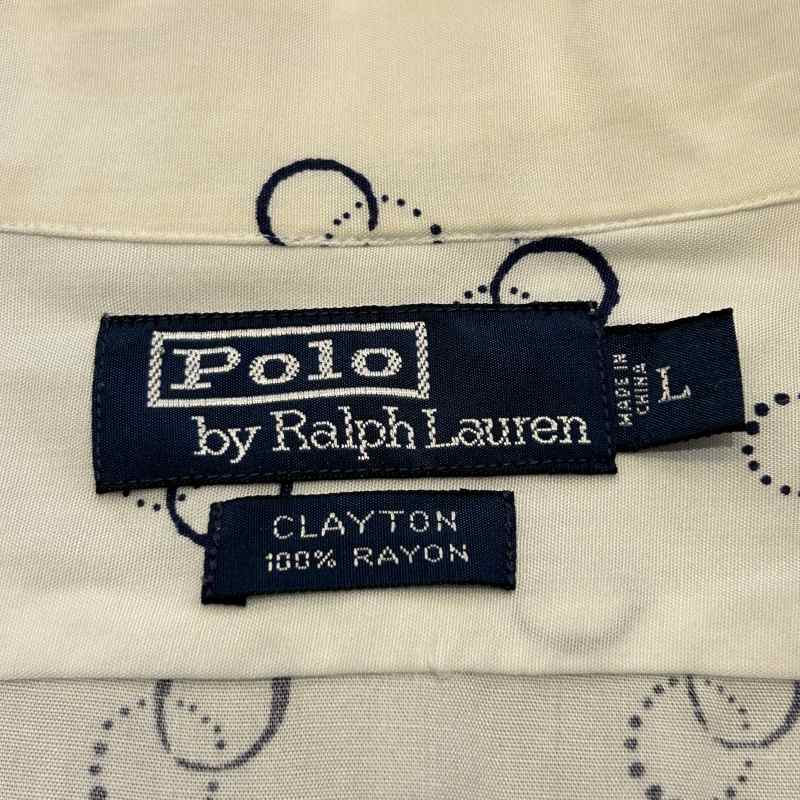 Polo
by Ralph Lauren
MADE IN
CHINA
L
CLAYTON
100% RAYON